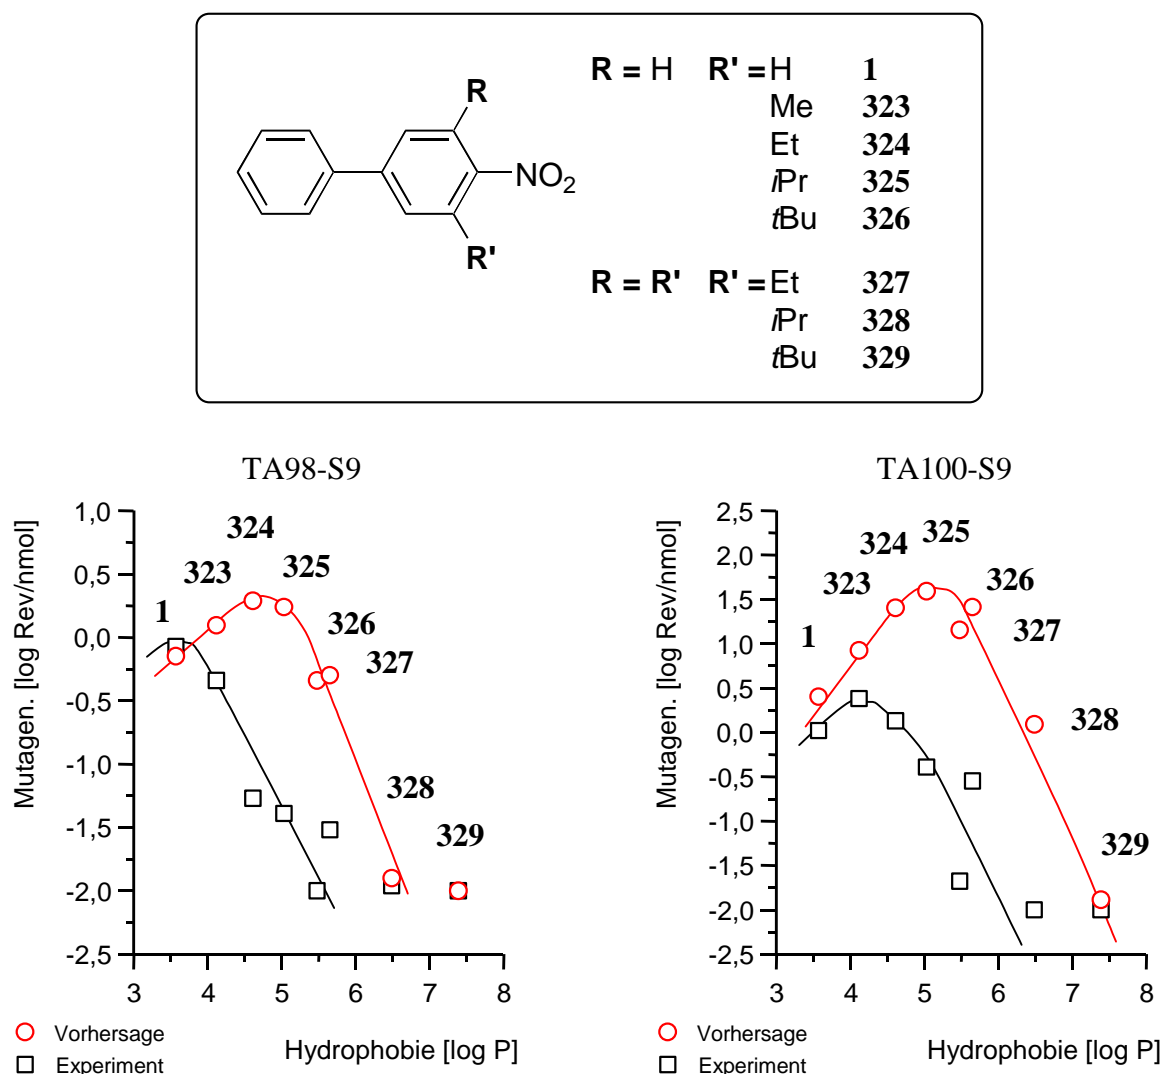 R = H R' = H 1
R
Me 323
Et 324
NO2
iPr 325
tBu 326
R'
R = R' R' = Et 327
iPr 328
tBu 329
TA98-S9
Mutagen. [log Rev/nmol]
1,0
0,5
0,0
-0,5
-1,0
-1,5
-2,0
-2,5
1
323
324
325
326
327
328
329
3 4 5 6 7 8
Vorhersage
Experiment
Hydrophobie [log P]
TA100-S9
Mutagen. [log Rev/nmol]
2,5
2,0
1,5
1,0
0,5
0,0
-0,5
-1,0
-1,5
-2,0
-2,5
1
323
324
325
326
327
328
329
3 4 5 6 7 8
Vorhersage
Experiment
Hydrophobie [log P]